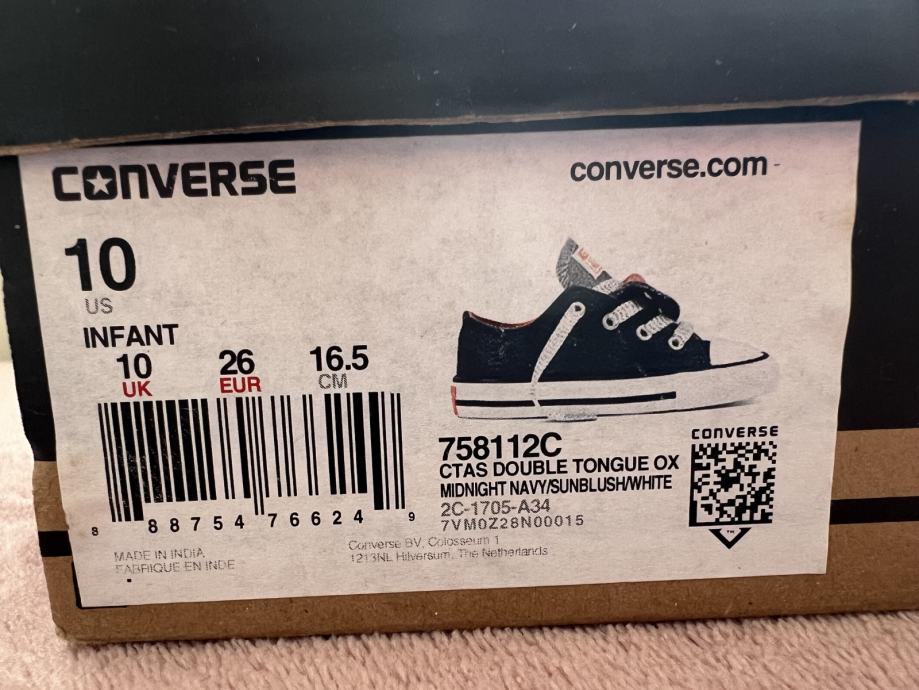 CONVERSE
converse.com
10
US
INFANT
10 26 16.5
UK EUR CM
8 88754 76624 9
MADE IN INDIA
FABRIQUE EN INDE
758112C
CTAS DOUBLE TONGUE OX
MIDNIGHT NAVY/SUNBLUSH/WHITE
2C-1705-A34
7VM0Z28N00015
Converse BV, Colosseum 1
1213NL Hilversum, The Netherlands
CONVERSE
TM